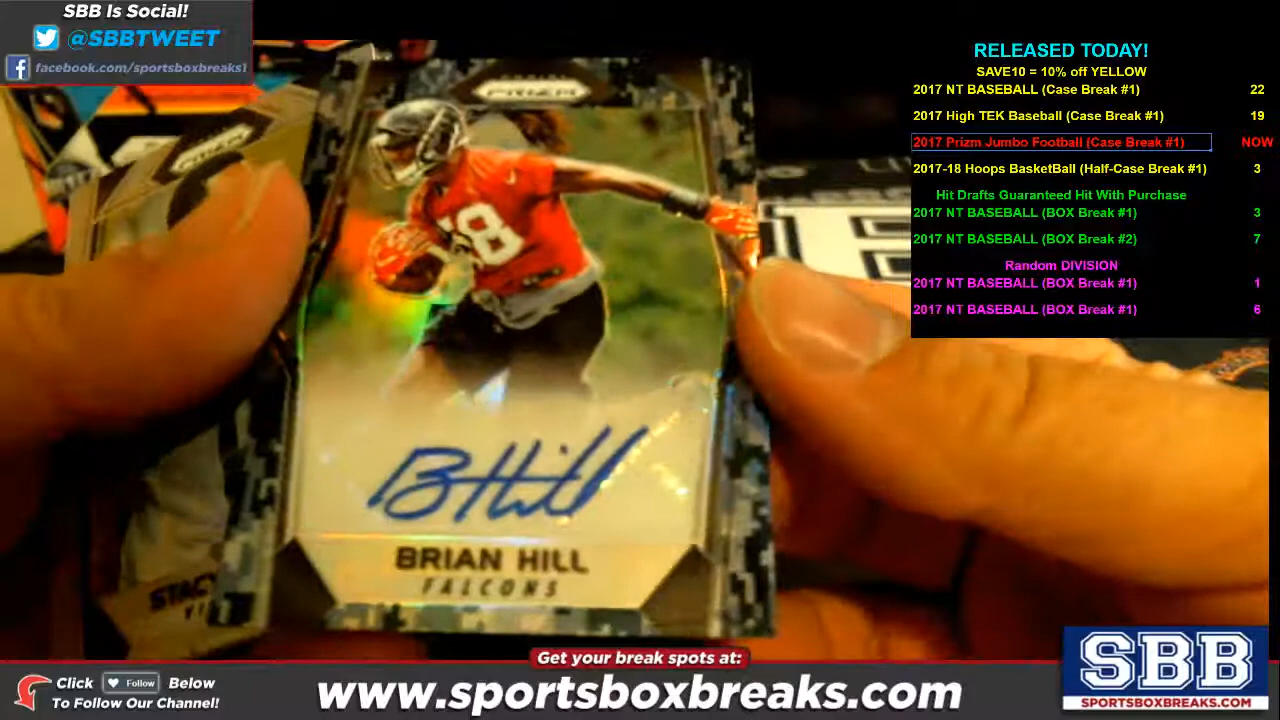 SBB Is Social!
@SBBTWEET
facebook.com/sportsboxbreaks1
RELEASED TODAY!
SAVE10 = 10% off YELLOW
2017 NT BASEBALL (Case Break #1) 22
2017 High TEK Baseball (Case Break #1) 19
2017 Prizm Jumbo Football (Case Break #1) NOW
2017-18 Hoops BasketBall (Half-Case Break #1) 3
Hit Drafts Guaranteed Hit With Purchase
2017 NT BASEBALL (BOX Break #1) 3
2017 NT BASEBALL (BOX Break #2) 7
Random DIVISION
2017 NT BASEBALL (BOX Break #1) 1
2017 NT BASEBALL (BOX Break #1) 6
PRIZM
18
B Hill
BRIAN HILL
FALCONS
STACY
Get your break spots at:
www.sportsboxbreaks.com
Click Follow Below
To Follow Our Channel!
SBB
SPORTSBOXBREAKS.COM